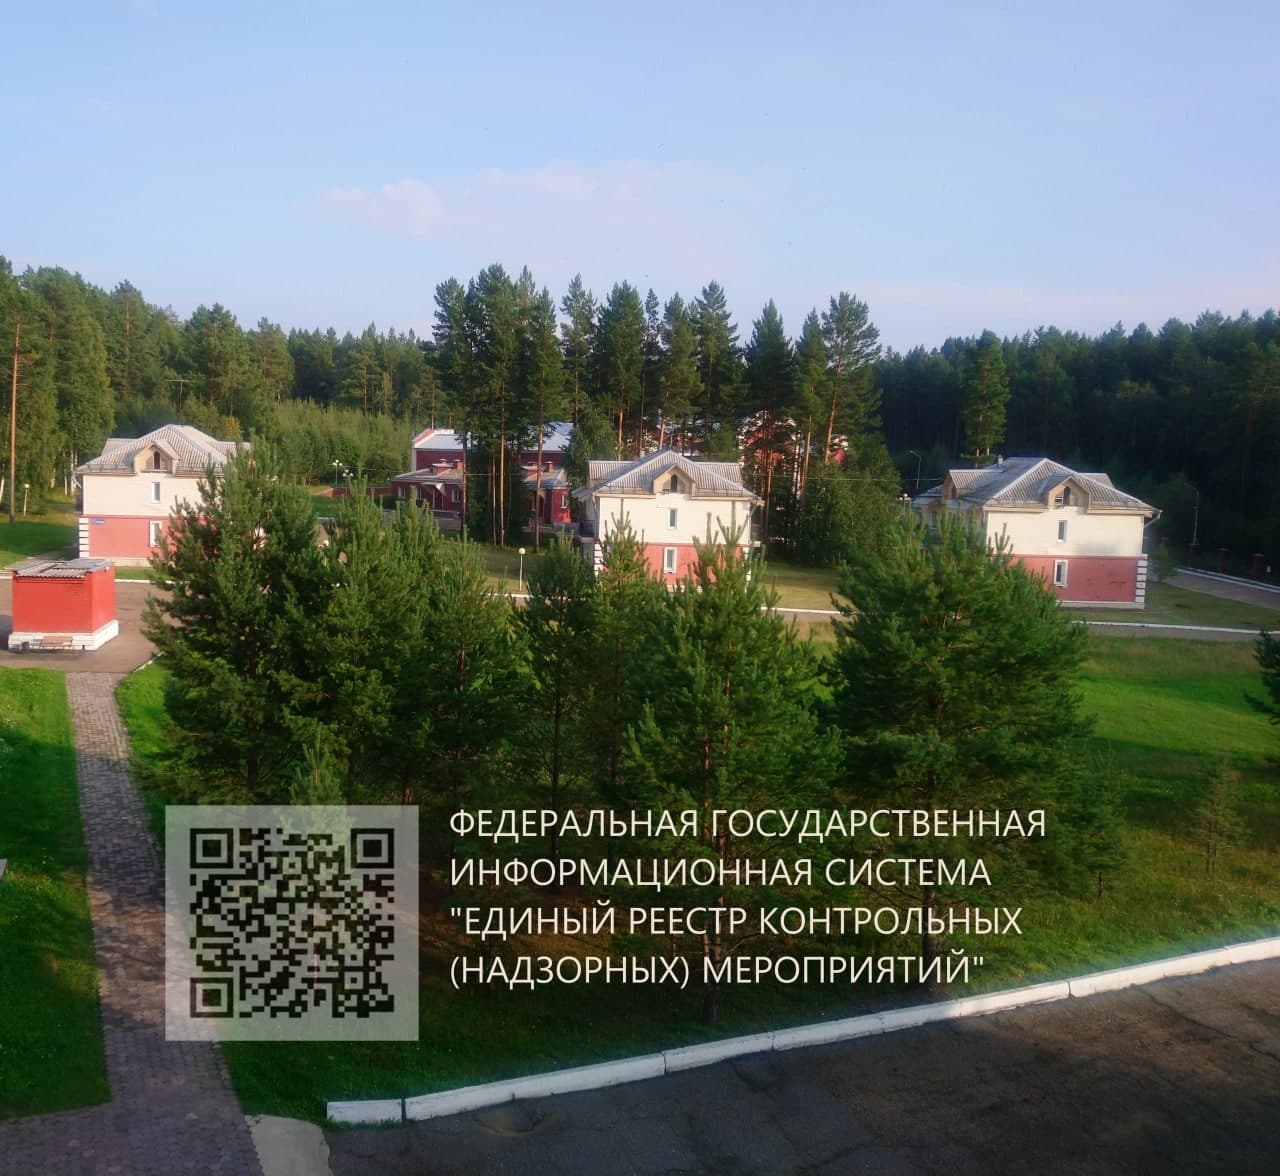 ФЕДЕРАЛЬНАЯ ГОСУДАРСТВЕННАЯ
ИНФОРМАЦИОННАЯ СИСТЕМА
"ЕДИНЫЙ РЕЕСТР КОНТРОЛЬНЫХ
(НАДЗОРНЫХ) МЕРОПРИЯТИЙ"